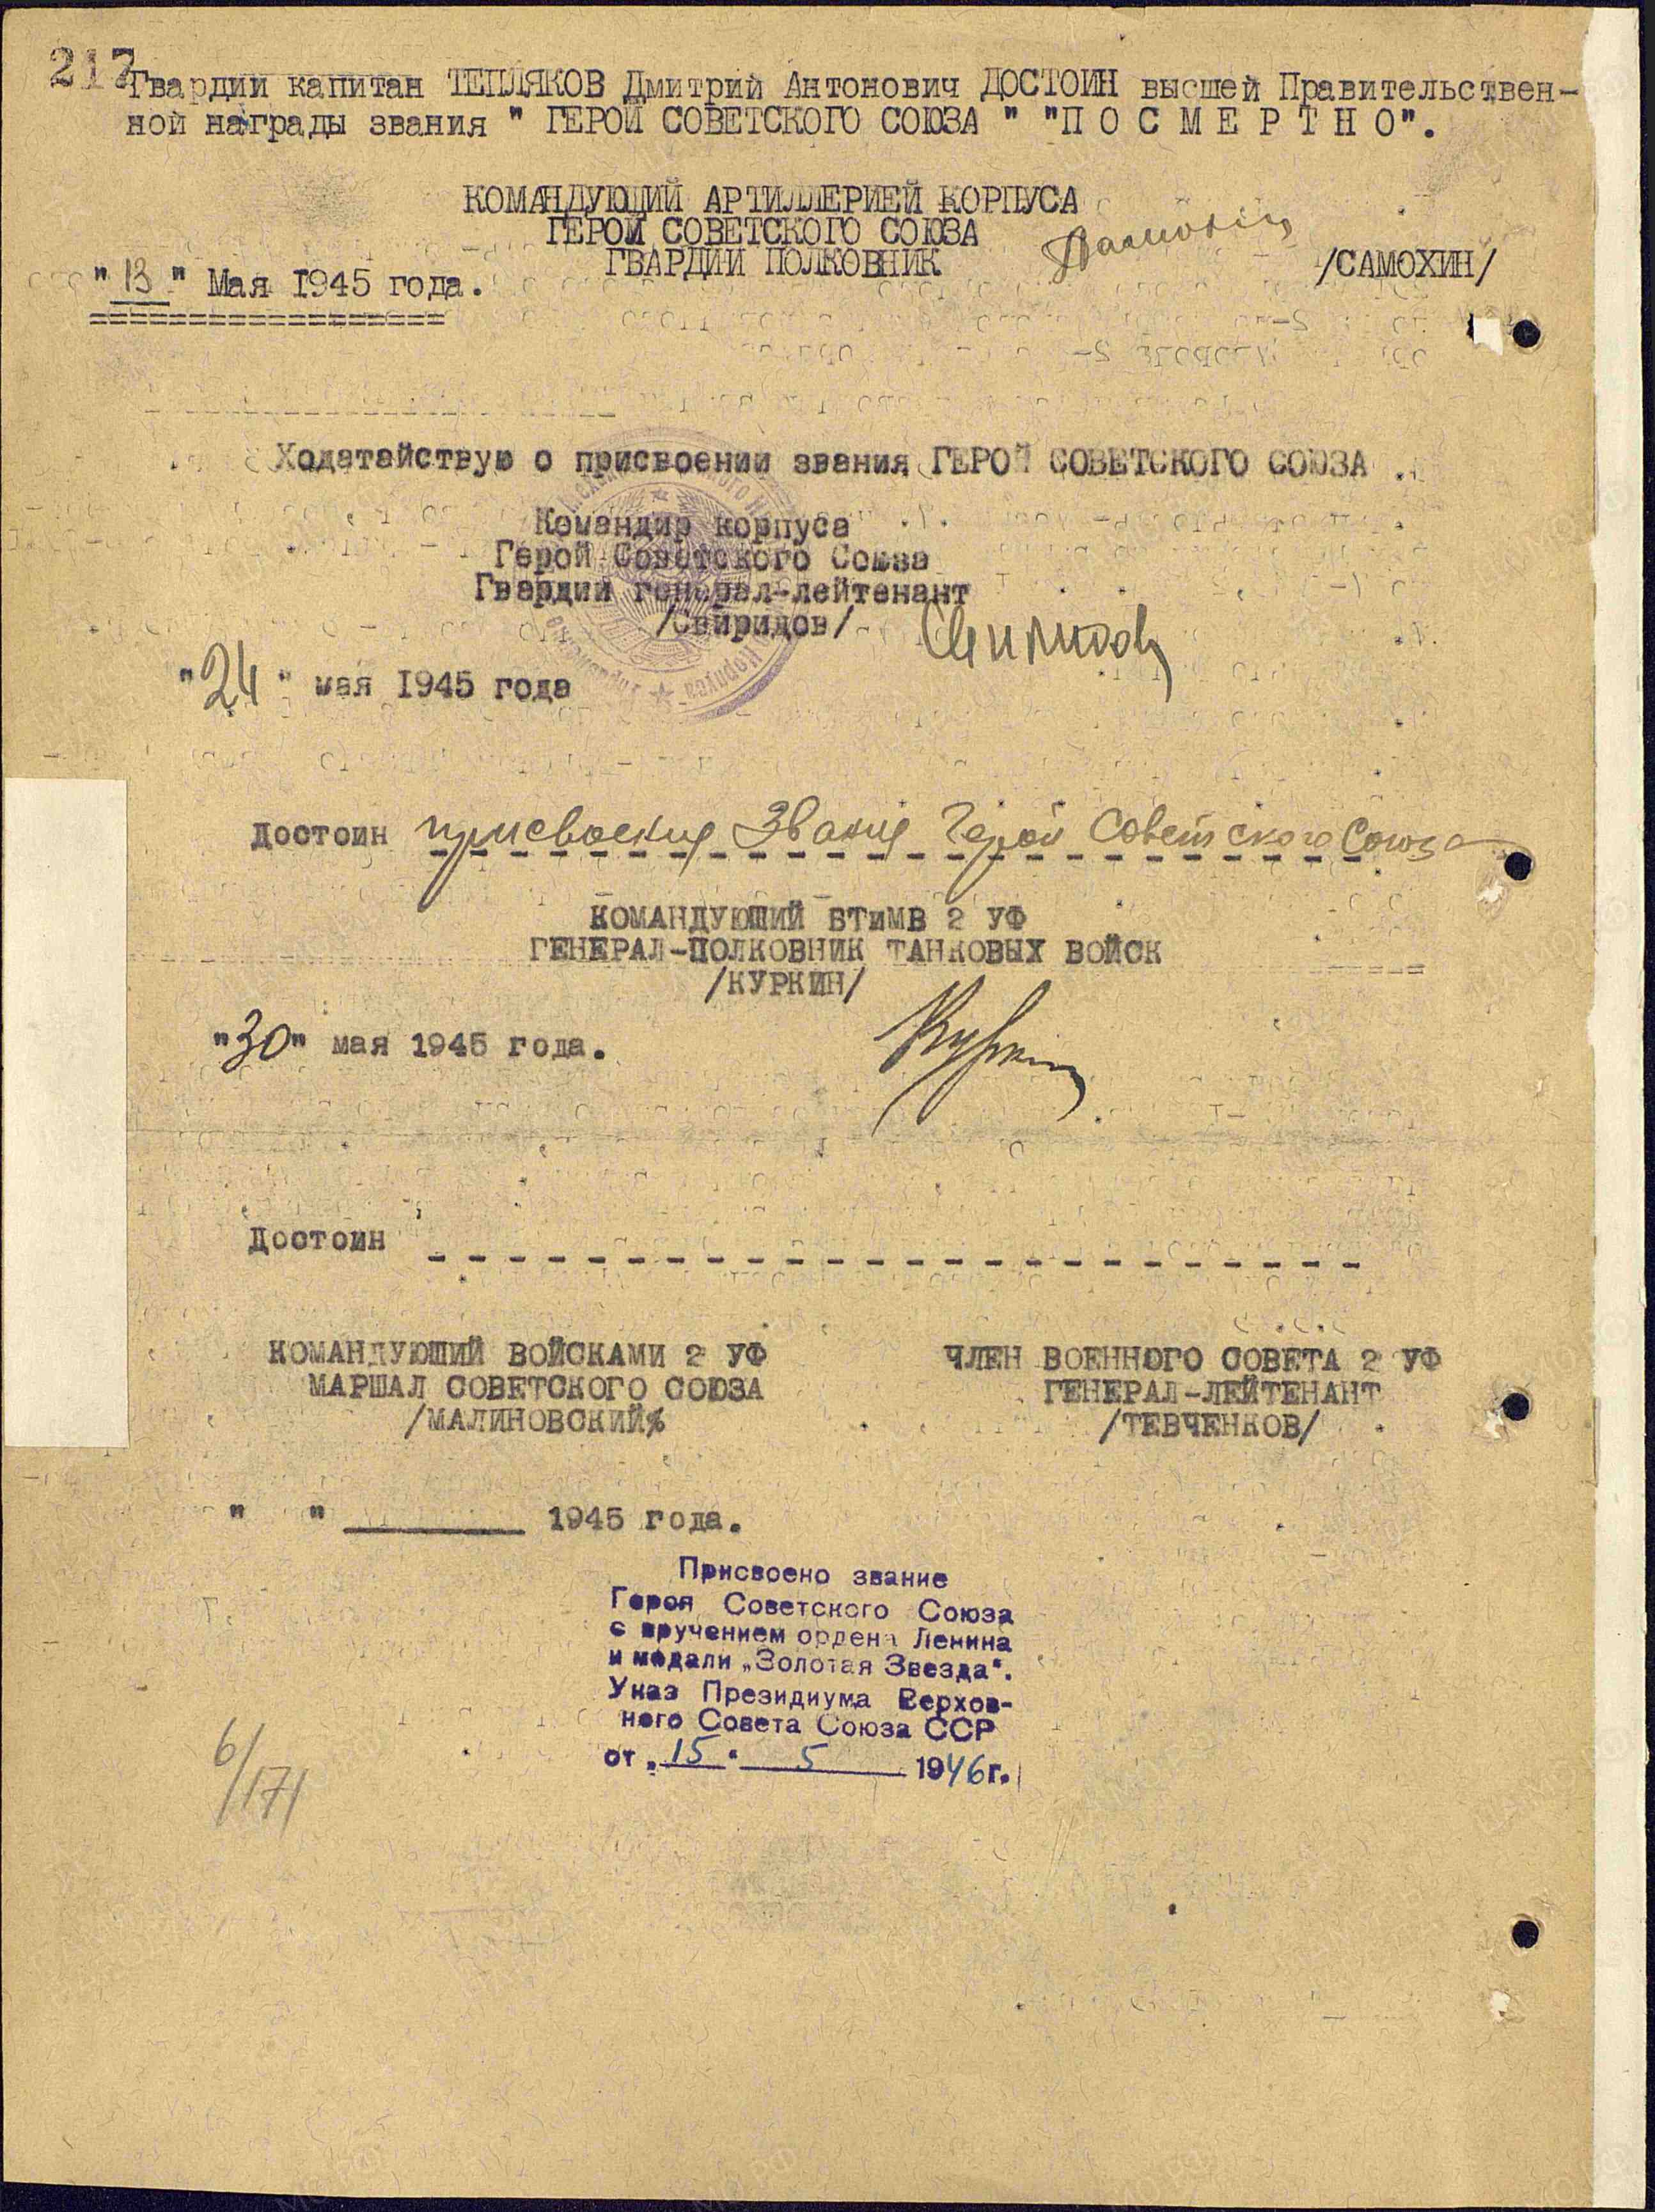 217
Гвардии капитан ТЕПЛЯКОВ Дмитрий Антонович ДОСТОИН высшей Правительствен-
ной награды звания " ГЕРОЙ СОВЕТСКОГО СОЮЗА " "П О С М Е Р Т Н О".
КОМАНДУЮЩИЙ АРТИЛЛЕРИЕЙ КОРПУСА
ГЕРОЙ СОВЕТСКОГО СОЮЗА
ГВАРДИИ ПОЛКОВНИК
/САМОХИН/
"13" Мая 1945 года.
==================
Ходатайствую о присвоении звания ГЕРОЙ СОВЕТСКОГО СОЮЗА .
Командир корпуса
Герой Советского Союза
Гвардии генерал-лейтенант
/Свиридов/ Свиридов
"24" мая 1945 года
Достоин присвоения Звания Герой Советского Союза
КОМАНДУЮЩИЙ БТиМВ 2 УФ
ГЕНЕРАЛ-ПОЛКОВНИК ТАНКОВЫХ ВОЙСК
/КУРКИН/
Куркин
"30" мая 1945 года.
Достоин
КОМАНДУЮЩИЙ ВОЙСКАМИ 2 УФ
МАРШАЛ СОВЕТСКОГО СОЮЗА
/МАЛИНОВСКИЙ%
ЧЛЕН ВОЕННОГО СОВЕТА 2 УФ
ГЕНЕРАЛ-ЛЕЙТЕНАНТ
/ТЕВЧЕНКОВ/
" " ________ 1945 года.
Присвоено звание
Героя Советского Союза
с вручением ордена Ленина
и медали „Золотая Звезда".
Указ Президиума Верхов-
ного Совета Союза ССР
от „15" 5 1946 г.
6/171